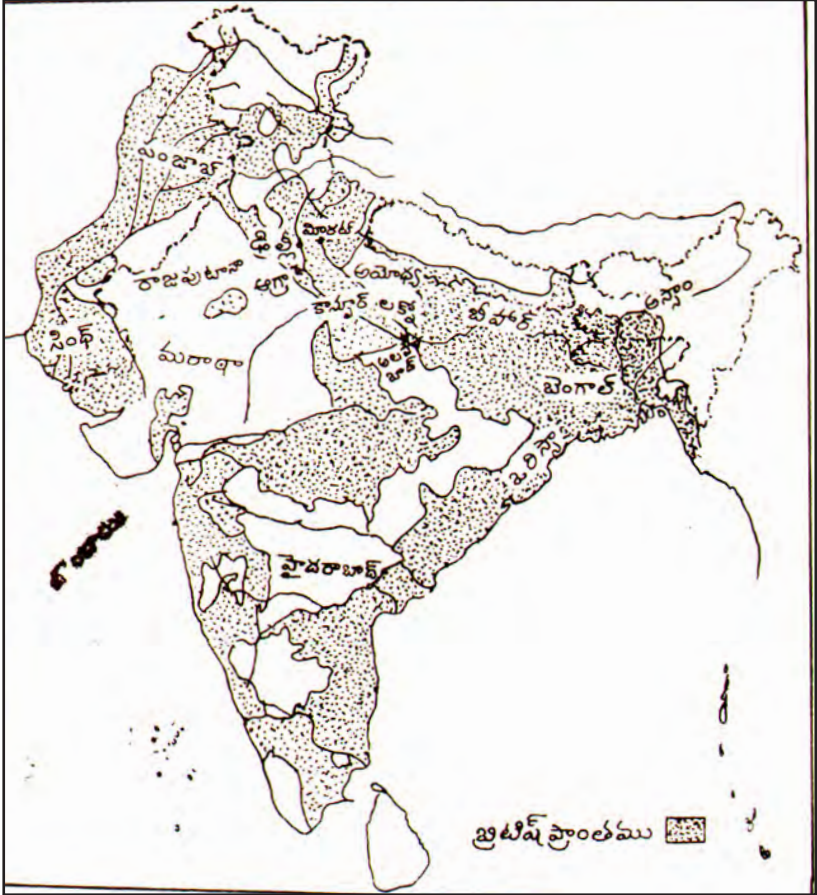 పంజాబ్
ఢిల్లీ
మీరట్
రాజపుటానా
ఆగ్రా
అయోధ్య
అస్సాం
కాన్పూర్ లక్నో
బీహార్
సింధ్
మరాఠా
అలహాబాద్
బెంగాల్
ఒరిస్సా
హైదరాబాద్
బ్రిటిష్ ప్రాంతము